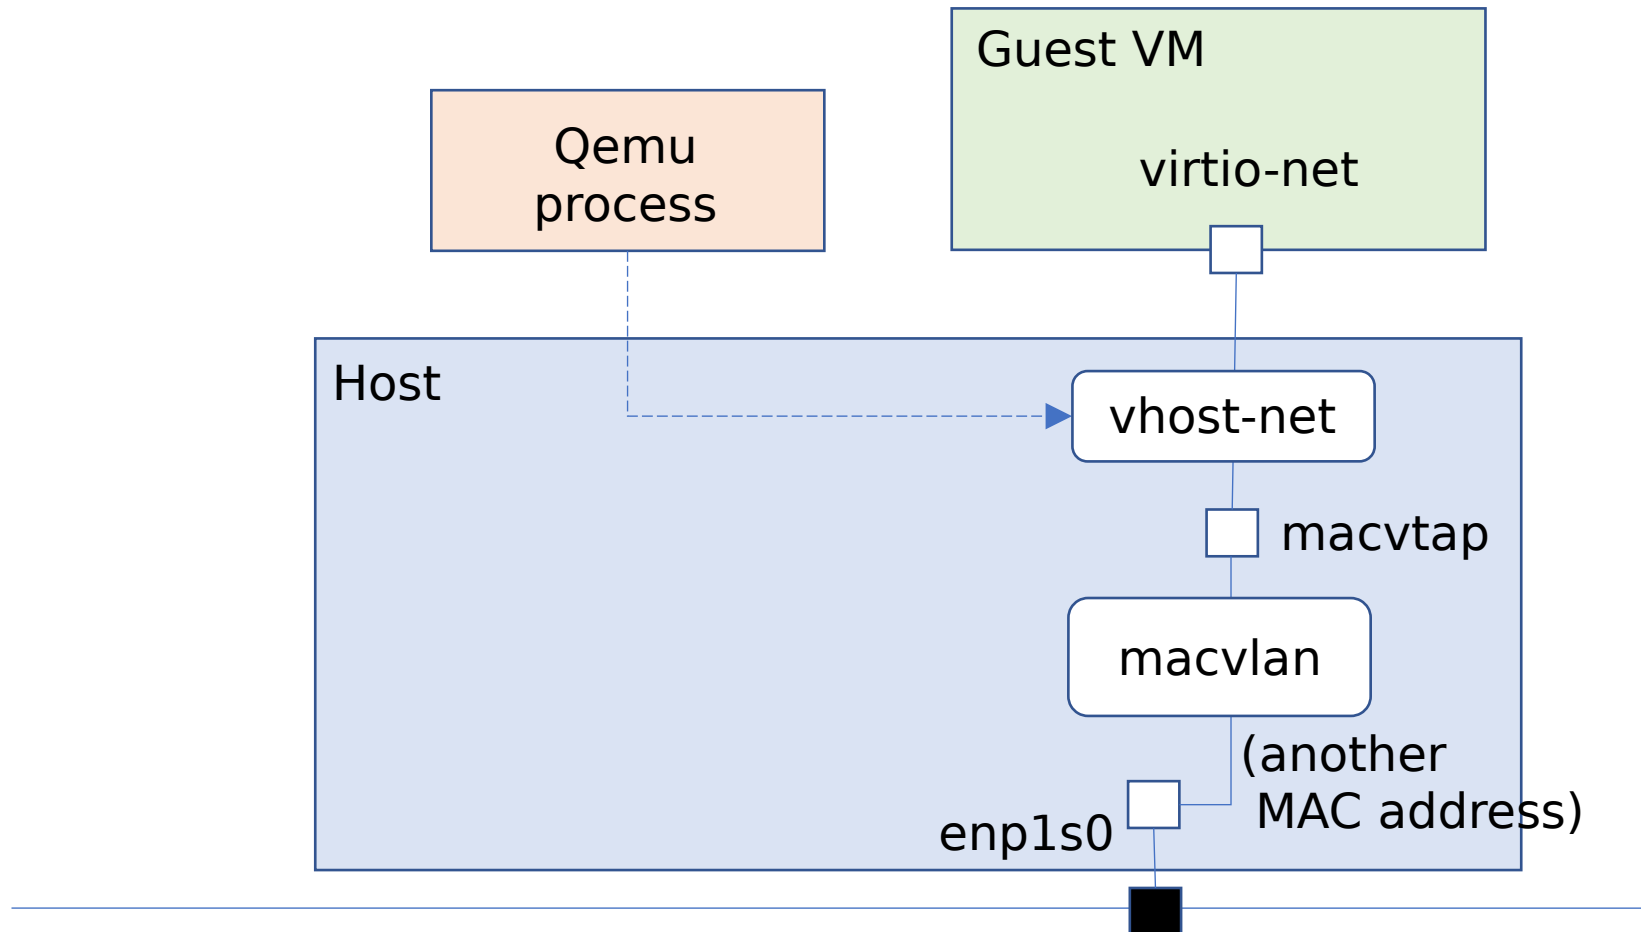 Guest VM
Qemu
process
virtio-net
Host
vhost-net
macvtap
macvlan
(another
MAC address)
enp1s0